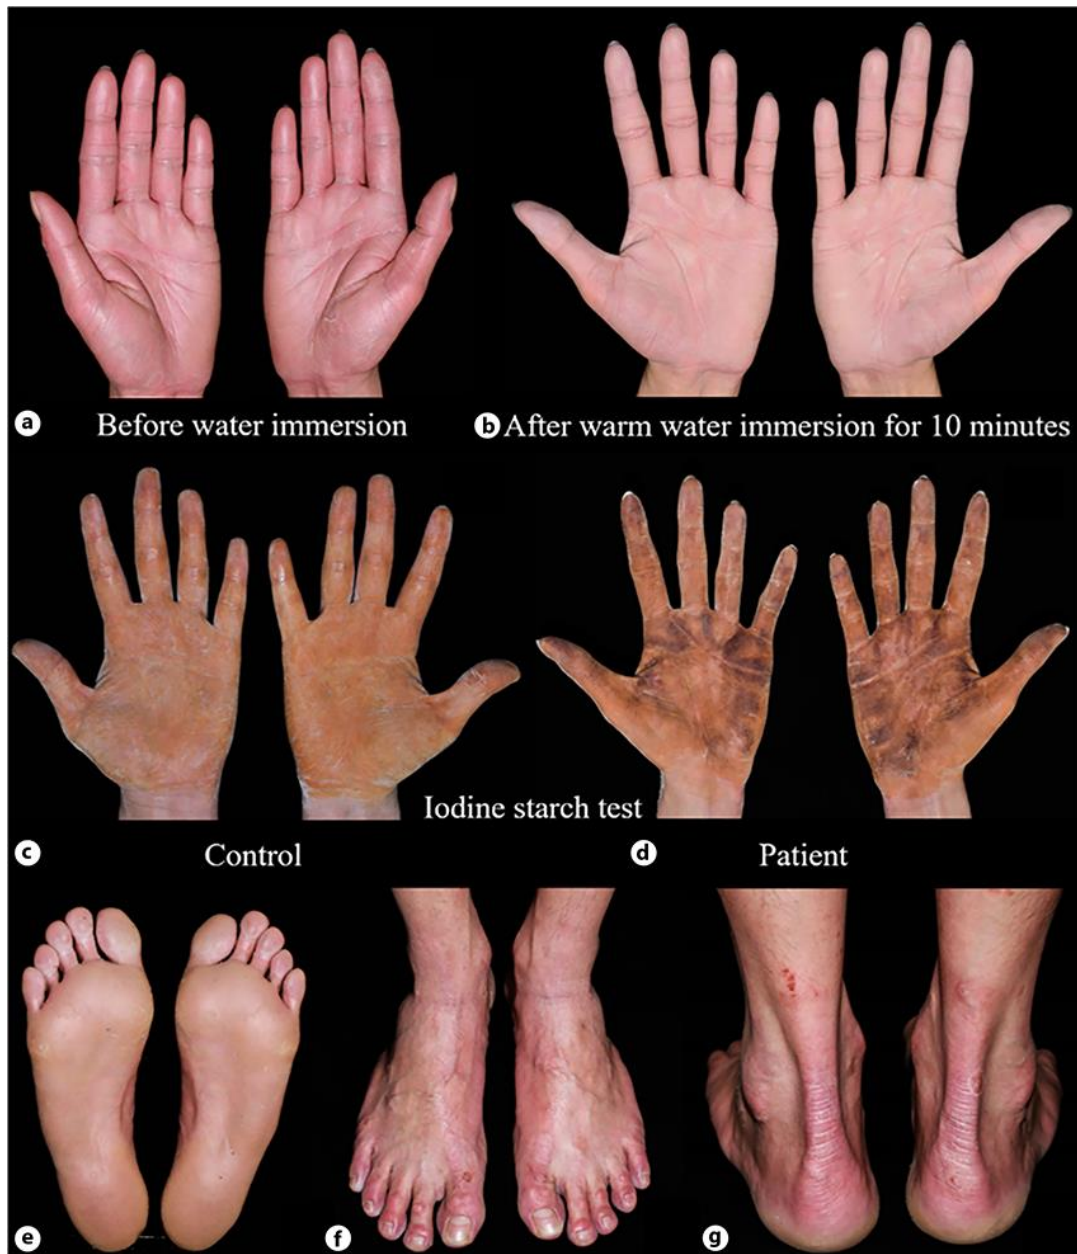 a Before water immersion
b After warm water immersion for 10 minutes
Iodine starch test
c Control
d Patient
e
f
g